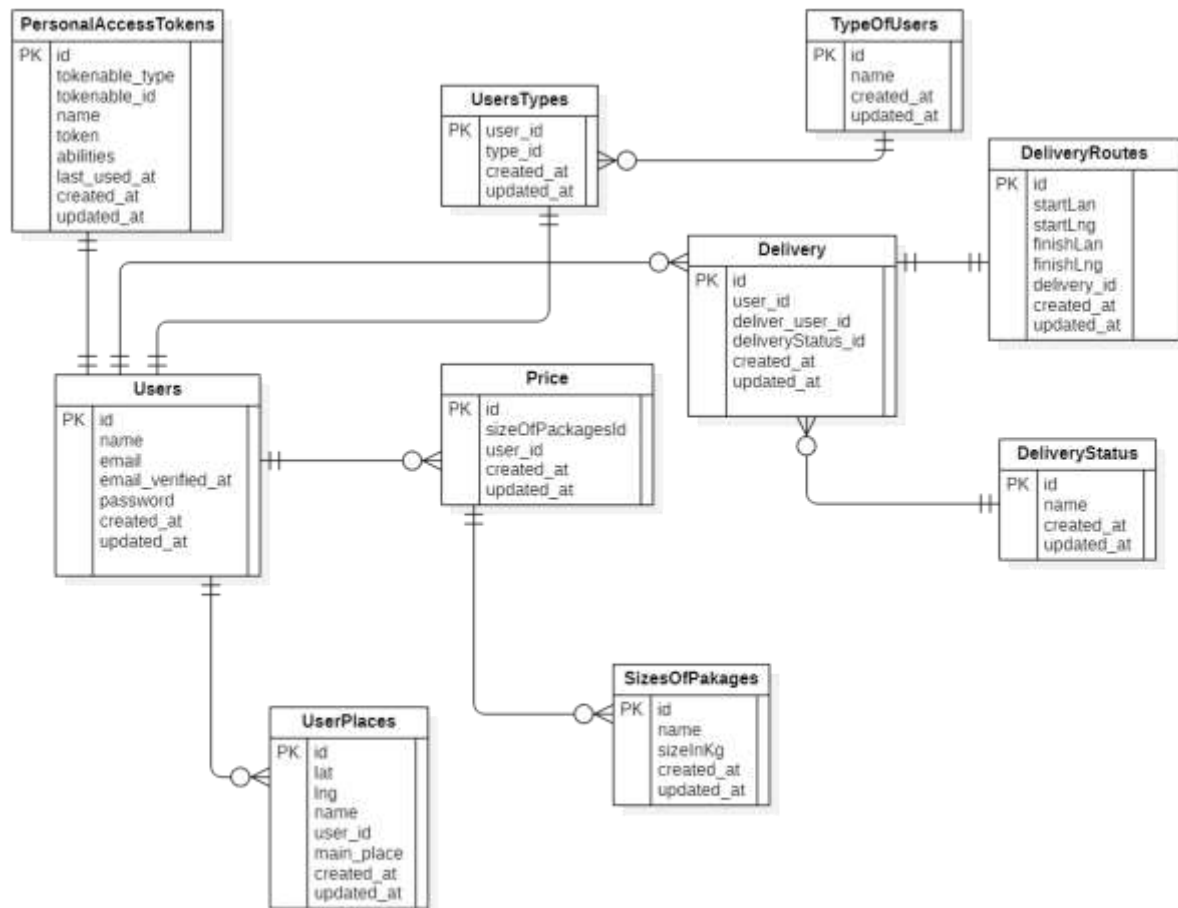 PersonalAccessTokens
PK id
tokenable_type
tokenable_id
name
token
abilities
last_used_at
created_at
updated_at
TypeOfUsers
PK id
name
created_at
updated_at
UsersTypes
PK user_id
type_id
created_at
updated_at
DeliveryRoutes
PK id
startLan
startLng
finishLan
finishLng
delivery_id
created_at
updated_at
Delivery
PK id
user_id
deliver_user_id
deliveryStatus_id
created_at
updated_at
Users
PK id
name
email
email_verified_at
password
created_at
updated_at
Price
PK id
sizeOfPackagesId
user_id
created_at
updated_at
DeliveryStatus
PK id
name
created_at
updated_at
SizesOfPakages
PK id
name
sizeInKg
created_at
updated_at
UserPlaces
PK id
lat
lng
name
user_id
main_place
created_at
updated_at